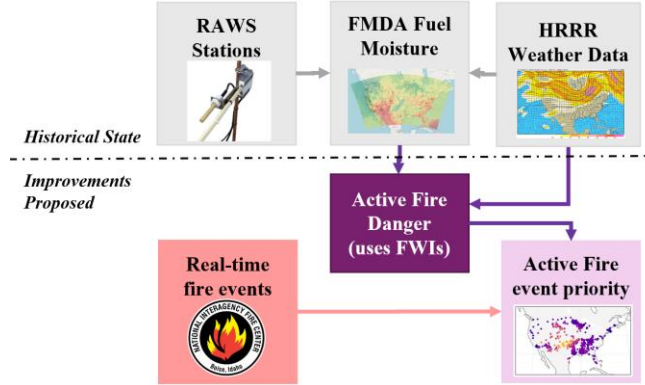 RAWS
Stations
FMDA Fuel
Moisture
HRRR
Weather Data
Historical State
Improvements
Proposed
Active Fire
Danger
(uses FWIs)
Real-time
fire events
NATIONAL INTERAGENCY FIRE CENTER
Boise, Idaho
Active Fire
event priority